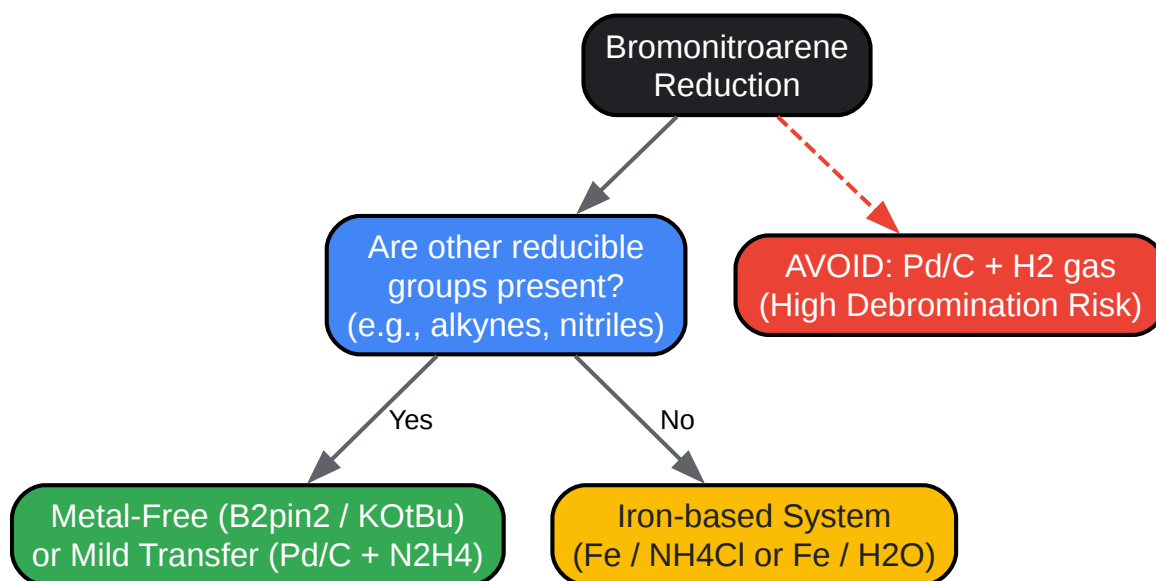 Bromonitroarene
Reduction
Are other reducible
groups present?
(e.g., alkynes, nitriles)
AVOID: Pd/C + H2 gas
(High Debromination Risk)
Yes
No
Metal-Free (B2pin2 / KOtBu)
or Mild Transfer (Pd/C + N2H4)
Iron-based System
(Fe / NH4Cl or Fe / H2O)